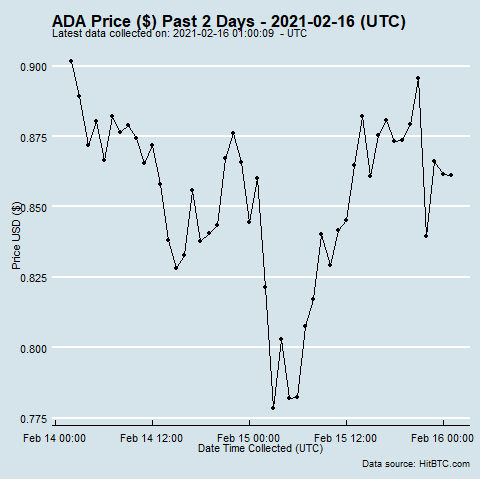 ADA Price ($) Past 2 Days - 2021-02-16 (UTC)
Latest data collected on: 2021-02-16 01:00:09  - UTC
0.900
0.875
0.850
Price USD ($)
0.825
0.800
0.775
Feb 14 00:00 Feb 14 12:00 Feb 15 00:00 Feb 15 12:00 Feb 16 00:00
Date Time Collected (UTC)
Data source: HitBTC.com